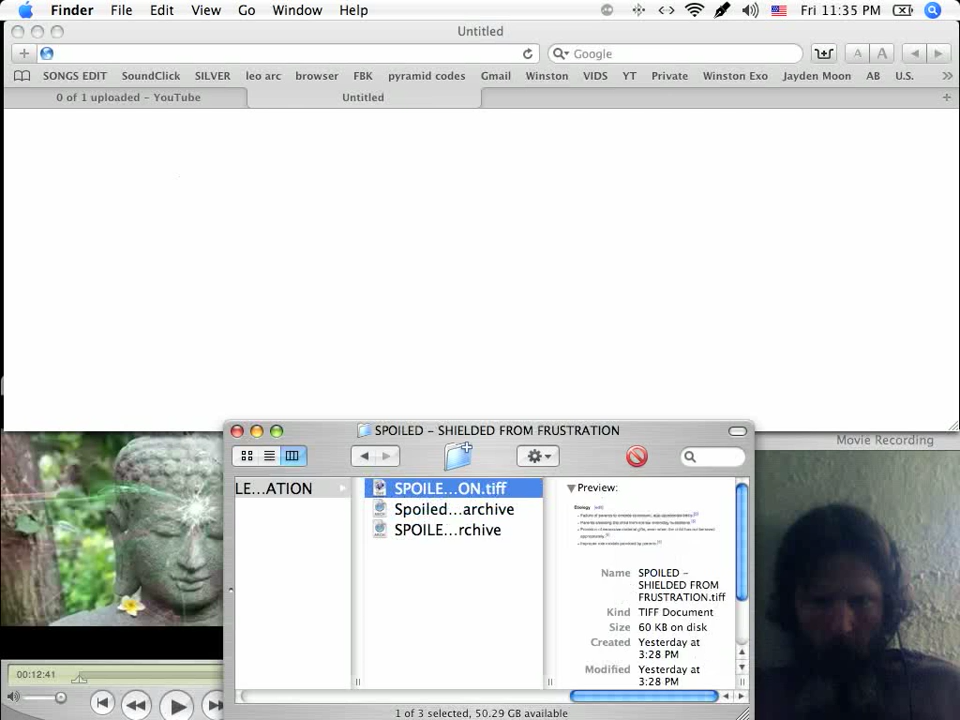 Finder File Edit View Go Window Help Fri 11:35 PM
Untitled
Google A A
SONGS EDIT SoundClick SILVER leo arc browser FBK pyramid codes Gmail Winston VIDS YT Private Winston Exo Jayden Moon AB U.S. »
0 of 1 uploaded – YouTube Untitled
SPOILED – SHIELDED FROM FRUSTRATION
Movie Recording
LE...ATION
SPOILE...ON.tiff
Spoiled...archive
SPOILE...rchive
Preview:
Name SPOILED –
SHIELDED FROM
FRUSTRATION.tiff
Kind TIFF Document
Size 60 KB on disk
Created Yesterday at
3:28 PM
Modified Yesterday at
3:28 PM
00:12:41
1 of 3 selected, 50.29 GB available